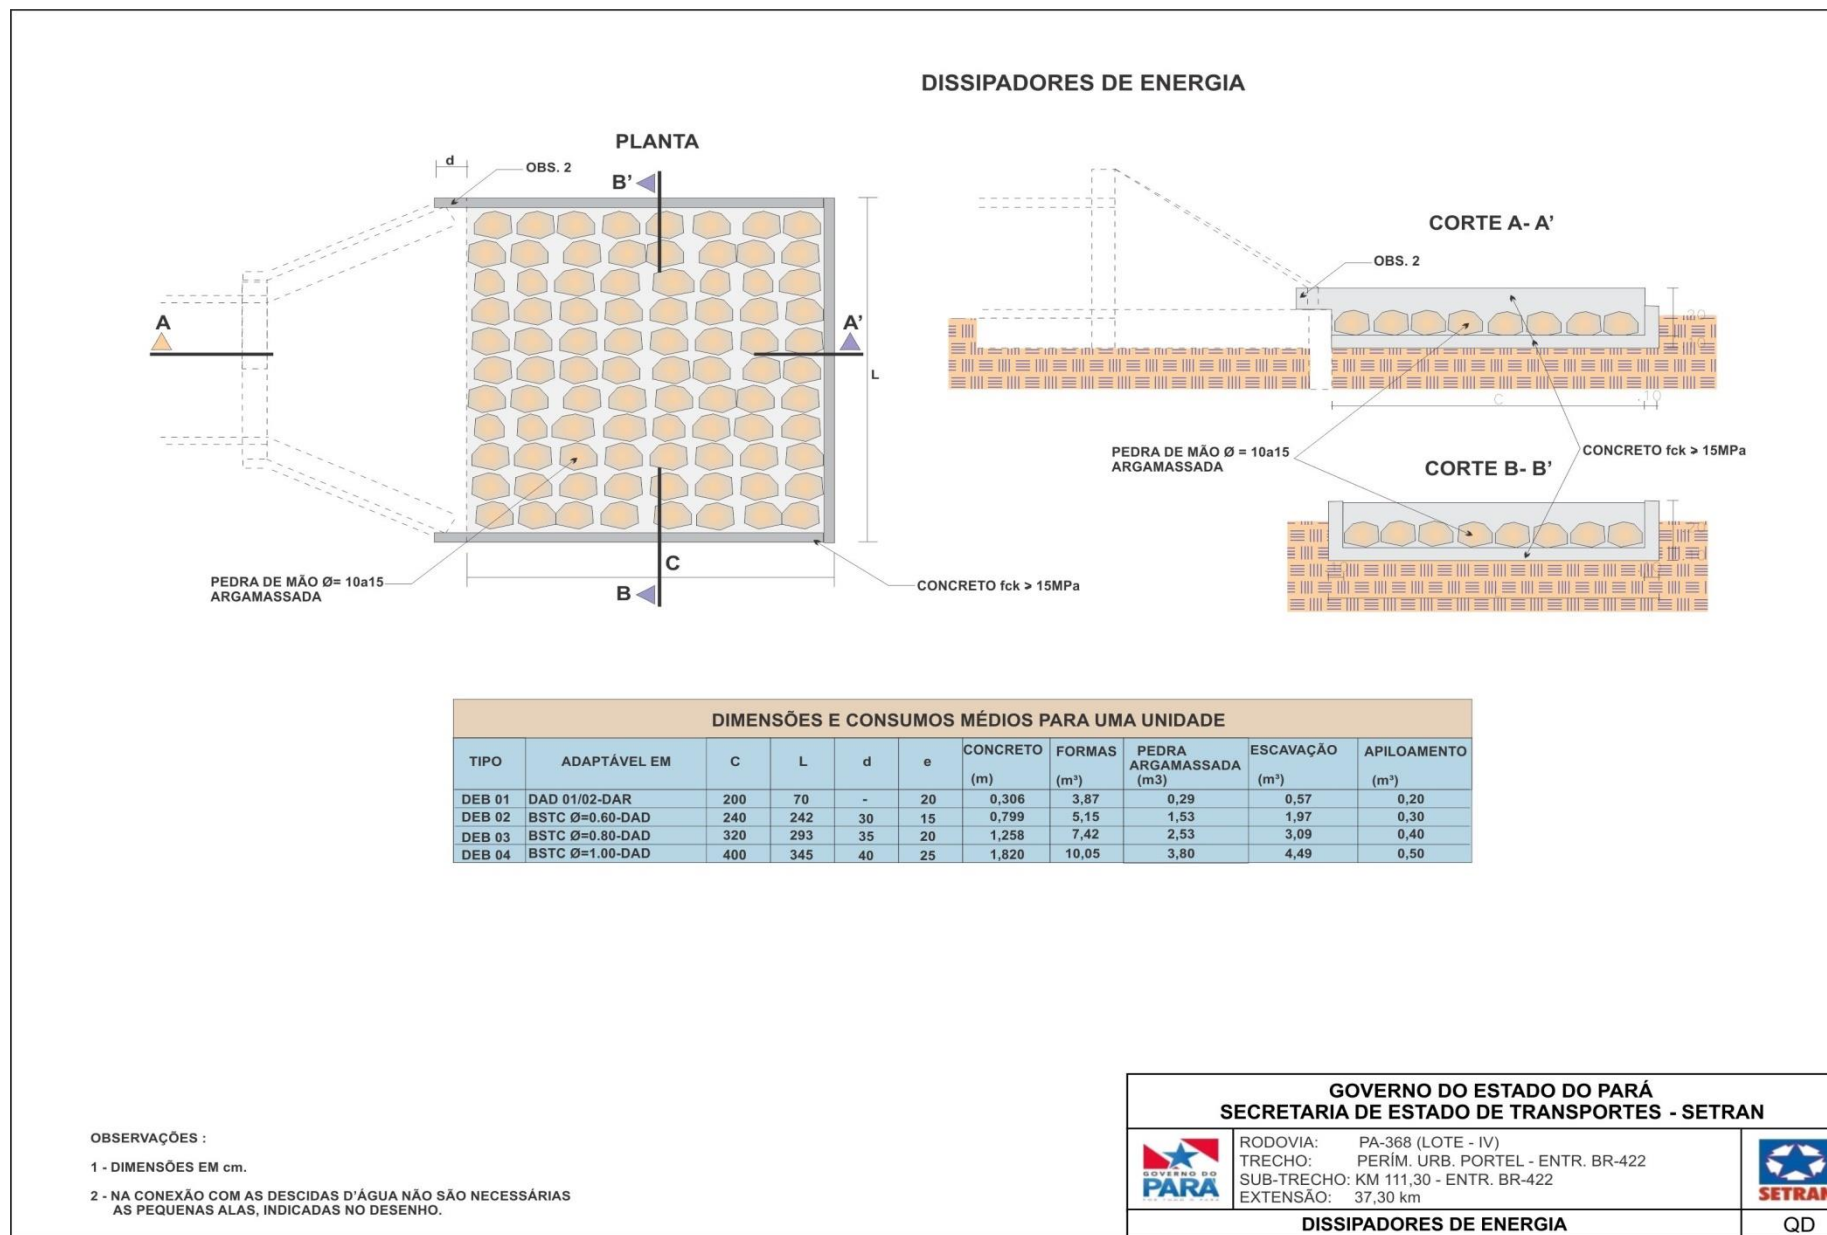 DISSIPADORES DE ENERGIA
PLANTA
d
OBS. 2
B’
A
A’
L
C
B
PEDRA DE MÃO Ø= 10a15
ARGAMASSADA
CONCRETO fck > 15MPa
CORTE A- A’
OBS. 2
C
.10
PEDRA DE MÃO Ø = 10a15
ARGAMASSADA
CONCRETO fck > 15MPa
CORTE B- B’
DIMENSÕES E CONSUMOS MÉDIOS PARA UMA UNIDADE
TIPO ADAPTÁVEL EM C L d e CONCRETO (m) FORMAS (m³) PEDRA ARGAMASSADA (m3) ESCAVAÇÃO (m³) APILOAMENTO (m³)
DEB 01 DAD 01/02-DAR 200 70 - 20 0,306 3,87 0,29 0,57 0,20
DEB 02 BSTC Ø=0.60-DAD 240 242 30 15 0,799 5,15 1,53 1,97 0,30
DEB 03 BSTC Ø=0.80-DAD 320 293 35 20 1,258 7,42 2,53 3,09 0,40
DEB 04 BSTC Ø=1.00-DAD 400 345 40 25 1,820 10,05 3,80 4,49 0,50
OBSERVAÇÕES :
1 - DIMENSÕES EM cm.
2 - NA CONEXÃO COM AS DESCIDAS D’ÁGUA NÃO SÃO NECESSÁRIAS
AS PEQUENAS ALAS, INDICADAS NO DESENHO.
GOVERNO DO ESTADO DO PARÁ
SECRETARIA DE ESTADO DE TRANSPORTES - SETRAN
GOVERNO DO
PARÁ
RODOVIA: PA-368 (LOTE - IV)
TRECHO: PERÍM. URB. PORTEL - ENTR. BR-422
SUB-TRECHO: KM 111,30 - ENTR. BR-422
EXTENSÃO: 37,30 km
SETRAN
DISSIPADORES DE ENERGIA
QD